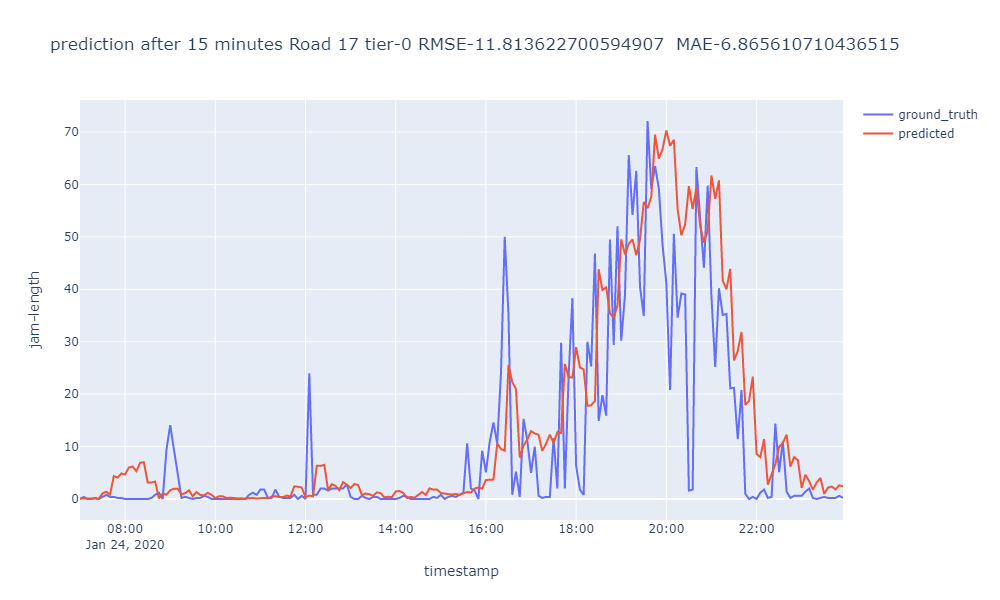 prediction after 15 minutes Road 17 tier-0 RMSE-11.813622700594907  MAE-6.865610710436515
ground_truth
predicted
70
60
50
40
30
20
10
0
jam-length
08:00 10:00 12:00 14:00 16:00 18:00 20:00 22:00
Jan 24, 2020
timestamp